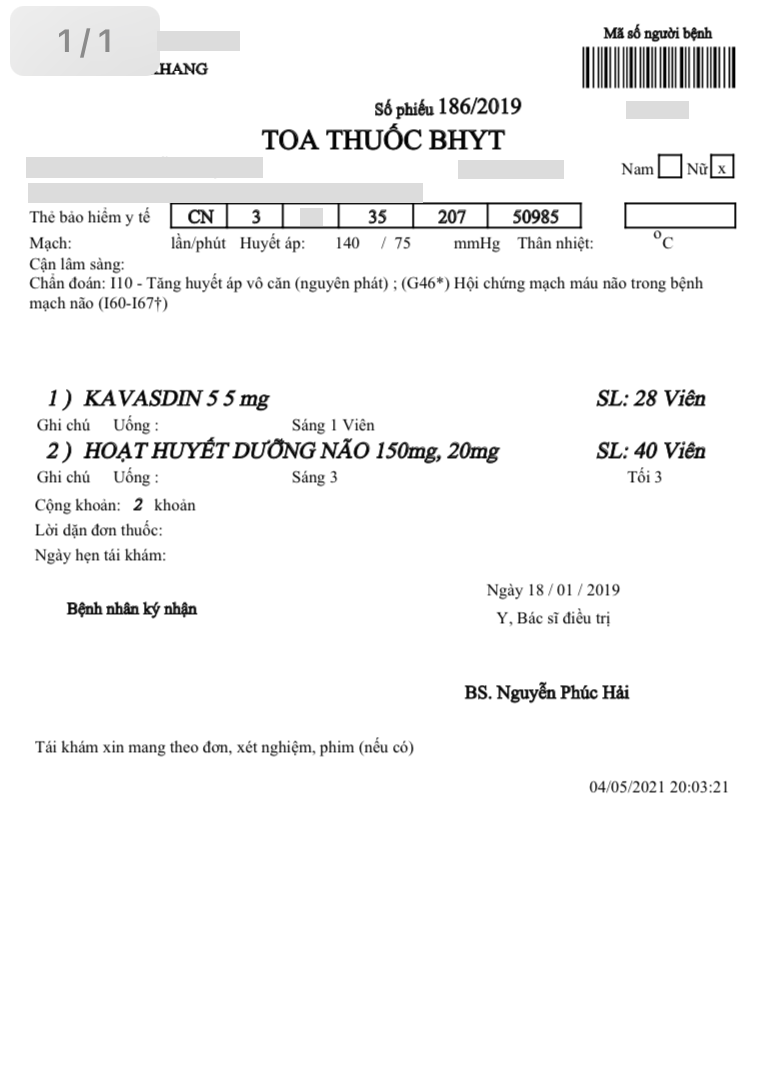 1/1
Mã số người bệnh
KHANG
Số phiếu 186/2019
TOA THUỐC BHYT
Nam Nữ x
Thẻ bảo hiểm y tế CN 3 35 207 50985
Mạch: lần/phút Huyết áp: 140 / 75 mmHg Thân nhiệt: ºC
Cận lâm sàng:
Chẩn đoán: I10 - Tăng huyết áp vô căn (nguyên phát) ; (G46*) Hội chứng mạch máu não trong bệnh
mạch não (I60-I67†)
1 ) KAVASDIN 5 5 mg SL: 28 Viên
Ghi chú Uống : Sáng 1 Viên
2 ) HOẠT HUYẾT DƯỠNG NÃO 150mg, 20mg SL: 40 Viên
Ghi chú Uống : Sáng 3 Tối 3
Cộng khoản: 2 khoản
Lời dặn đơn thuốc:
Ngày hẹn tái khám:
Ngày 18 / 01 / 2019
Bệnh nhân ký nhận
Y, Bác sĩ điều trị
BS. Nguyễn Phúc Hải
Tái khám xin mang theo đơn, xét nghiệm, phim (nếu có)
04/05/2021 20:03:21